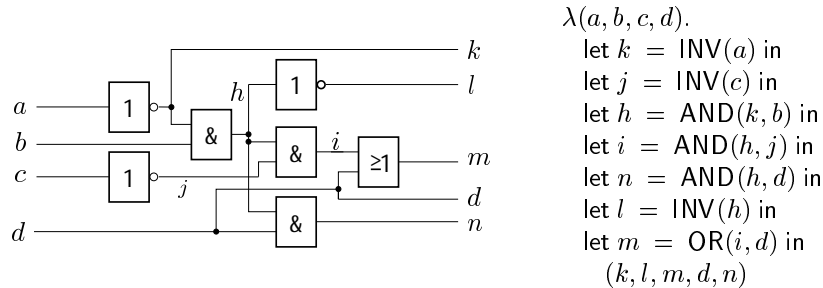 k
1
h
l
a
1
&
b
i
&
m
≥1
c
1
j
d
d
&
n
λ(a, b, c, d).
let k = INV(a) in
let j = INV(c) in
let h = AND(k, b) in
let i = AND(h, j) in
let n = AND(h, d) in
let l = INV(h) in
let m = OR(i, d) in
(k, l, m, d, n)